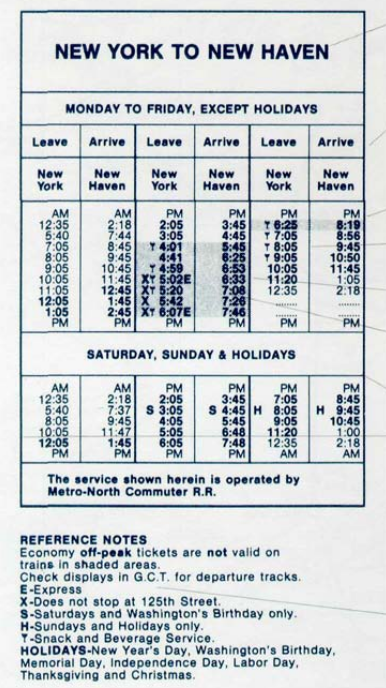 NEW YORK TO NEW HAVEN
MONDAY TO FRIDAY, EXCEPT HOLIDAYS
Leave Arrive Leave Arrive Leave Arrive
New York New Haven New York New Haven New York New Haven
AM AM PM PM PM PM
12:35 2:18 2:05 3:45 T 6:25 8:19
5:40 7:44 3:05 4:45 T 7:05 8:56
7:05 8:45 T 4:01 5:45 T 8:05 9:45
8:05 9:45 4:41 6:25 T 9:05 10:50
9:05 10:45 T 4:59 6:53 10:05 11:45
10:05 11:45 XT 5:02E 6:33 11:20 1:05
11:05 12:45 XT 5:20 7:08 12:35 2:18
12:05 1:45 X 5:42 7:26 ...... ......
1:05 2:45 XT 6:07E 7:46 ...... ......
PM PM PM PM PM PM
SATURDAY, SUNDAY & HOLIDAYS
AM AM PM PM PM PM
12:35 2:18 2:05 3:45 7:05 8:45
5:40 7:37 S 3:05 S 4:45 H 8:05 H 9:45
8:05 9:45 4:05 5:45 9:05 10:45
10:05 11:47 5:05 6:48 11:20 1:00
12:05 1:45 6:05 7:48 12:35 2:18
PM PM PM PM AM AM
The service shown herein is operated by
Metro-North Commuter R.R.
REFERENCE NOTES
Economy off-peak tickets are not valid on
trains in shaded areas.
Check displays in G.C.T. for departure tracks.
E-Express
X-Does not stop at 125th Street.
S-Saturdays and Washington's Birthday only.
H-Sundays and Holidays only.
T-Snack and Beverage Service.
HOLIDAYS-New Year's Day, Washington's Birthday,
Memorial Day, Independence Day, Labor Day,
Thanksgiving and Christmas.